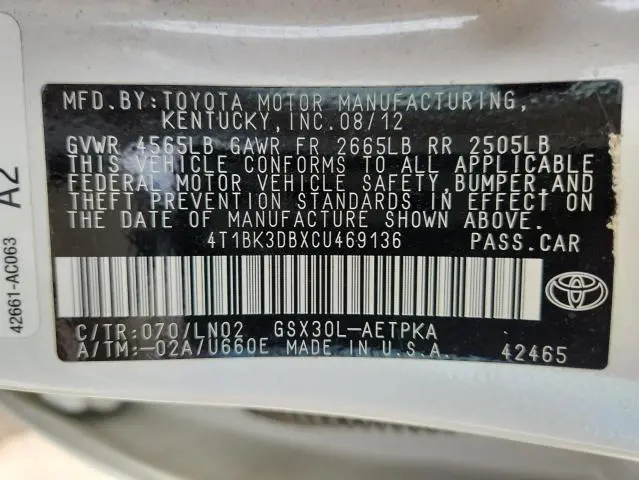 MFD.BY:TOYOTA MOTOR MANUFACTURING,
KENTUCKY,INC.08/12
GVWR 4565LB GAWR FR 2665LB RR 2505LB
THIS VEHICLE CONFORMS TO ALL APPLICABLE
FEDERAL MOTOR VEHICLE SAFETY,BUMPER,AND
THEFT PREVENTION STANDARDS IN EFFECT ON
THE DATE OF MANUFACTURE SHOWN ABOVE.
4T1BK3DBXCU469136 PASS.CAR
C/TR:070/LN02 GSX30L-AETPKA
A/TM:-02A/U660E MADE IN U.S.A. 42465
42661-AC063 A2